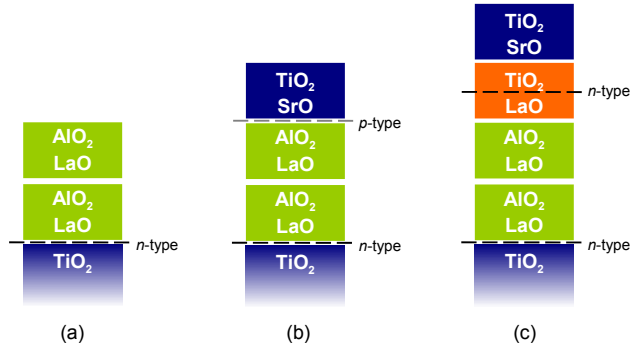 AlO₂
LaO
AlO₂
LaO
n-type
TiO₂
(a)
TiO₂
SrO
p-type
AlO₂
LaO
AlO₂
LaO
n-type
TiO₂
(b)
TiO₂
SrO
TiO₂
n-type
LaO
AlO₂
LaO
AlO₂
LaO
n-type
TiO₂
(c)